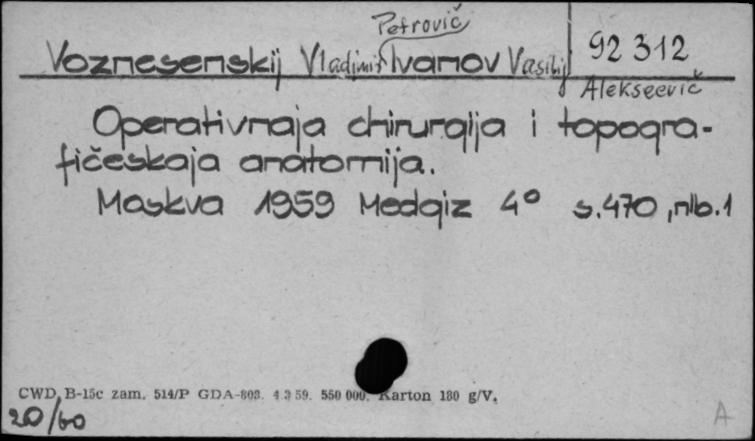 Petrovič
Voznesenskij Vladimir Ivanov Vasilij 92 312
Alekseevič
Operativnaja chirurgija i topogra-
fičeskaja anatomija.
Moskva 1959 Medgiz 4° s.470, nlb.1
CWD, B-15c zam. 514/P GDA-808. 4 3 59. 550 000. Karton 180 g/V.
20/60
A